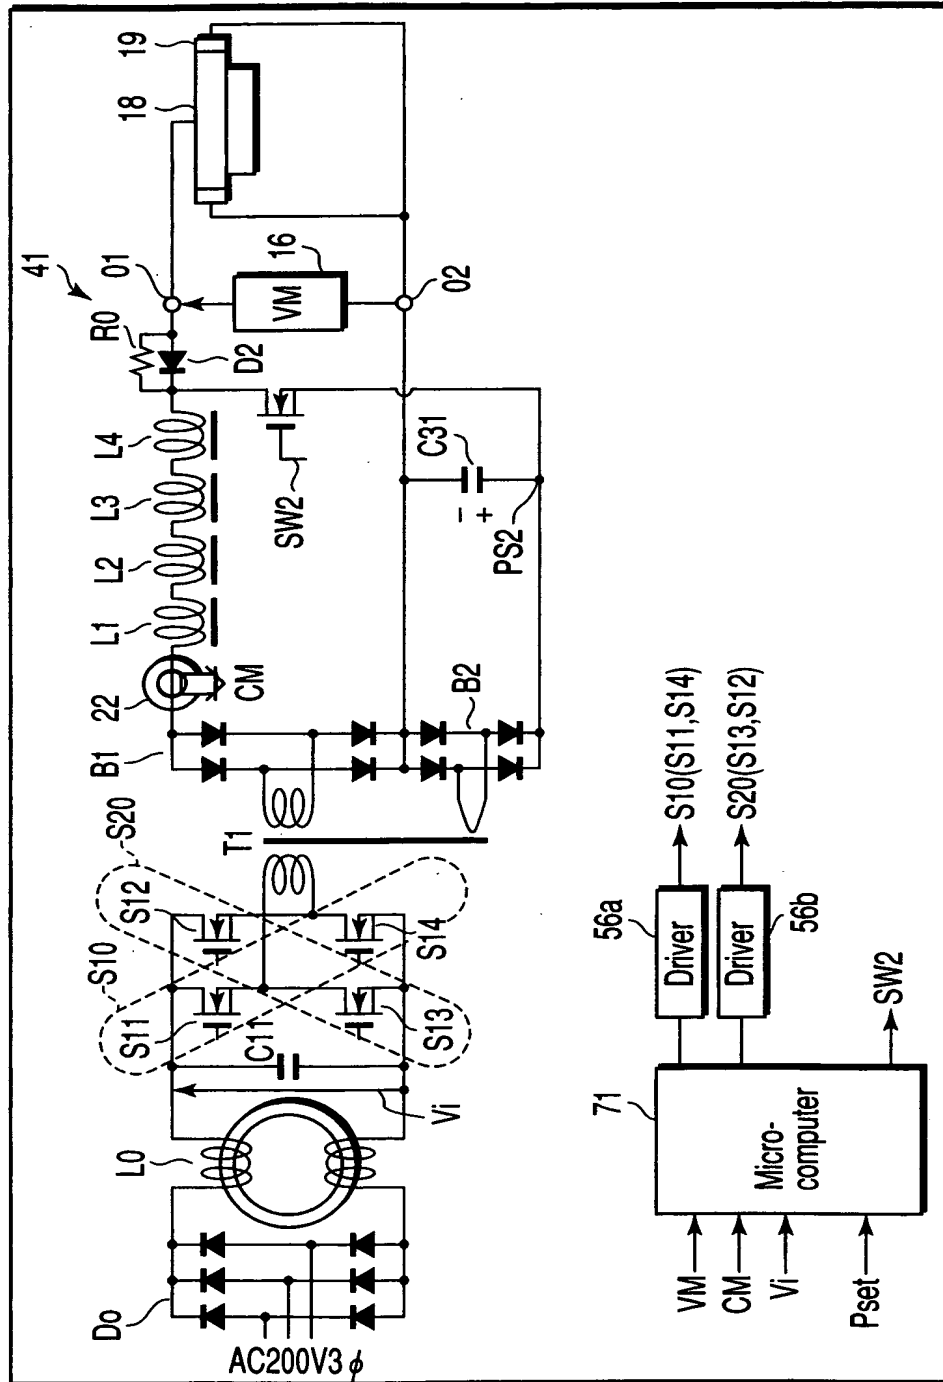 41
R0
01
18
19
16
VM
02
D2
B1
22
CM
L1
L2
L3
L4
SW2
C31
−
+
PS2
B2
T1
S20
S10
S12
S11
S14
S13
C11
Vi
L0
Do
AC200V3φ
71
Micro-
computer
VM
CM
Vi
Pset
56a
Driver
S10(S11,S14)
56b
Driver
S20(S13,S12)
SW2